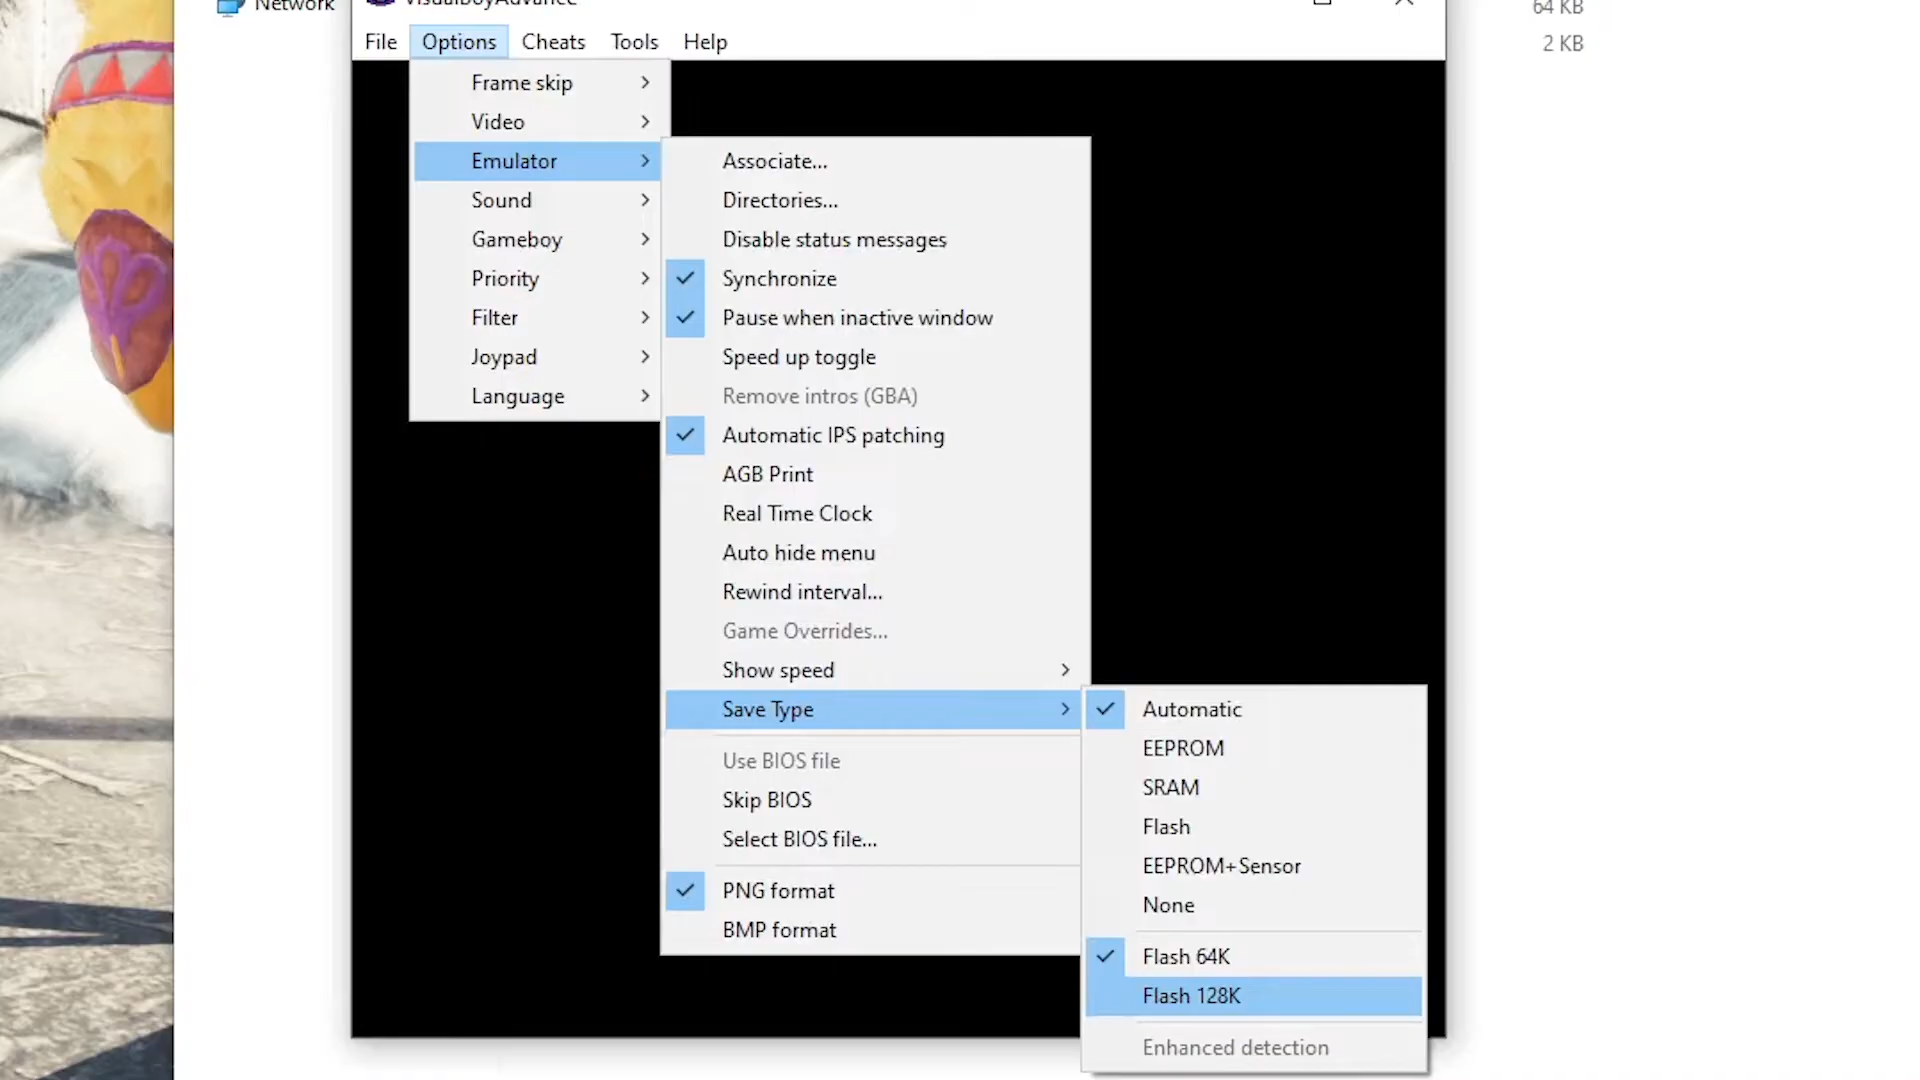 Network
VisualBoyAdvance
64 KB
2 KB
File Options Cheats Tools Help
Frame skip
Video
Emulator
Sound
Gameboy
Priority
Filter
Joypad
Language
Associate...
Directories...
Disable status messages
Synchronize
Pause when inactive window
Speed up toggle
Remove intros (GBA)
Automatic IPS patching
AGB Print
Real Time Clock
Auto hide menu
Rewind interval...
Game Overrides...
Show speed
Save Type
Use BIOS file
Skip BIOS
Select BIOS file...
PNG format
BMP format
Automatic
EEPROM
SRAM
Flash
EEPROM+Sensor
None
Flash 64K
Flash 128K
Enhanced detection